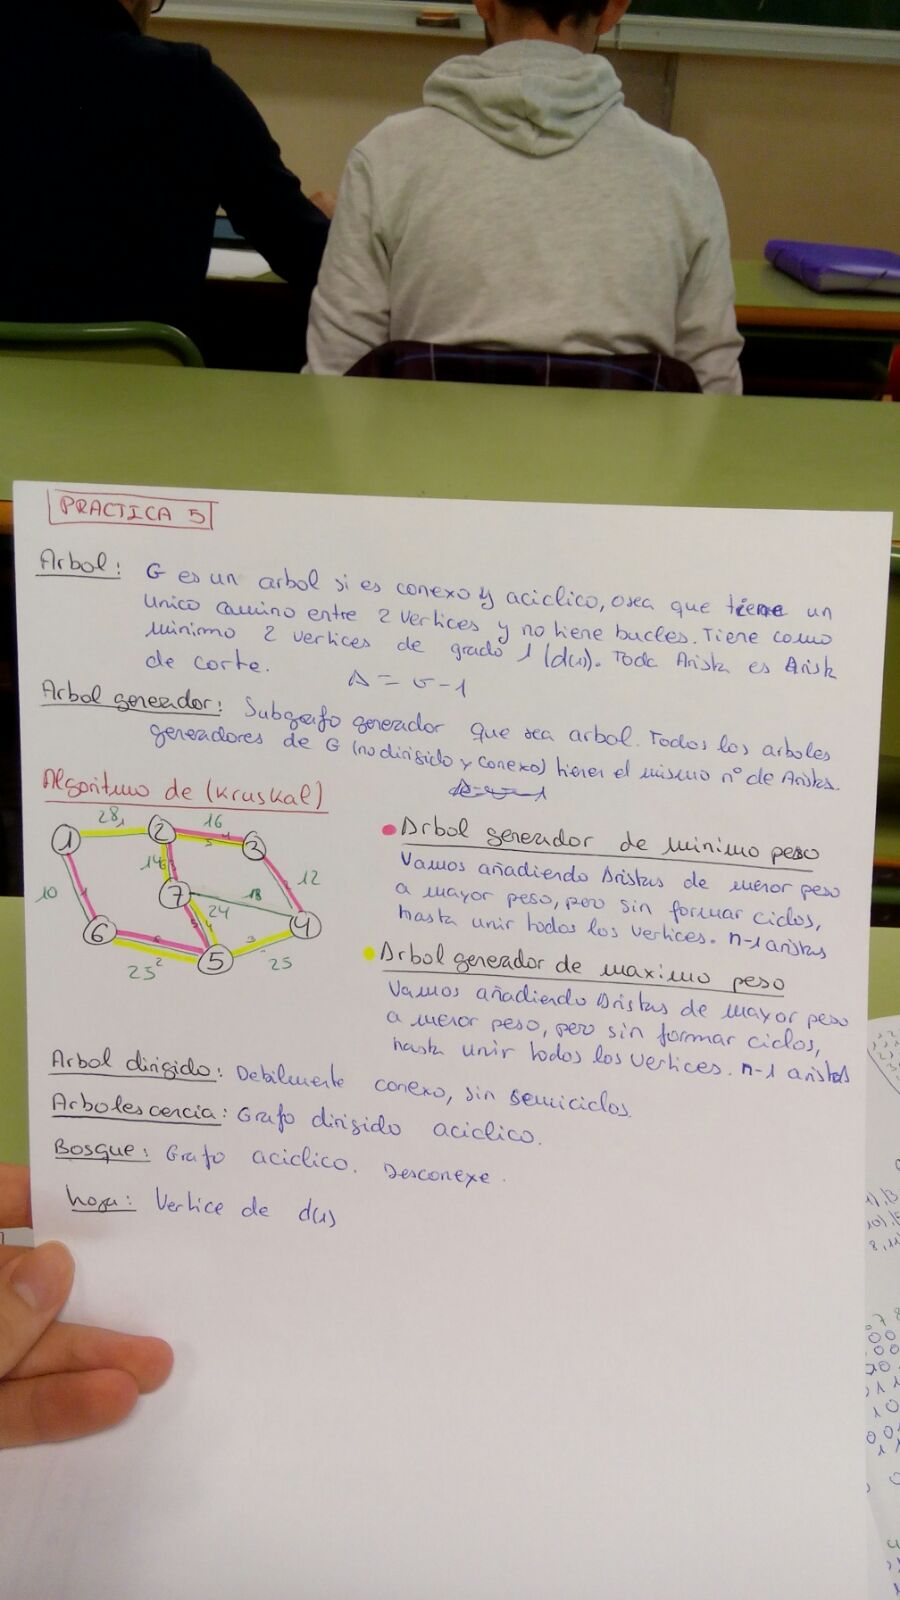 PRACTICA 5
Arbol: G es un arbol si es conexo y aciclico, osea que tiene un
unico camino entre 2 vertices y no tiene bucles. Tiene como
minimo 2 vertices de grado 1 (d(1)). Toda Arista es Arista
de corte.
A = v - 1
Arbol generador: Subgrafo generador que sea arbol. Todos los arboles
generadores de G (no dirigido y conexo) tienen el mismo nº de Aristas.
Algoritmo de (Kruskal)
28 1
16
1 2 3
14
12
10
7
18
24
6 4
5
25 2
3
25
• Arbol generador de minimo peso
Vamos añadiendo Aristas de menor peso
a mayor peso, pero sin formar ciclos,
hasta unir todos los vertices. n-1 aristas
• Arbol generador de maximo peso
Vamos añadiendo Aristas de mayor peso
a menor peso, pero sin formar ciclos,
hasta unir todos los vertices. n-1 aristas
Arbol dirigido: Debilmente conexo, sin semiciclos.
Arbolescencia: Grafo dirigido aciclico.
Bosque: Grafo aciclico. Desconexo.
hoja: Vertice de d(1)